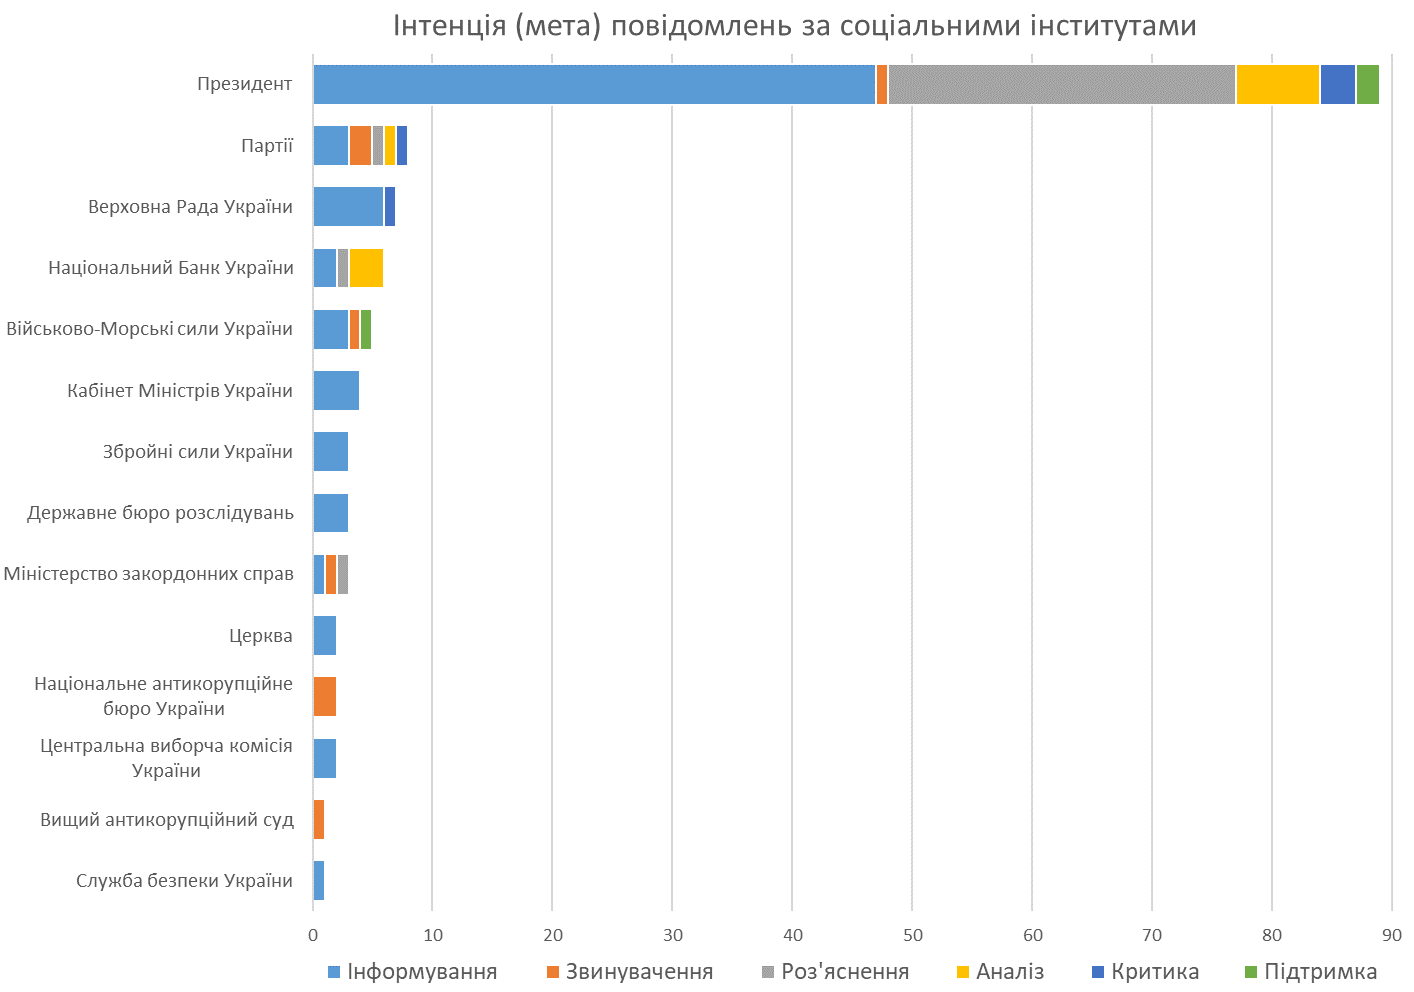 Інтенція (мета) повідомлень за соціальними інститутами
Президент
Партії
Верховна Рада України
Національний Банк України
Військово-Морські сили України
Кабінет Міністрів України
Збройні сили України
Державне бюро розслідувань
Міністерство закордонних справ
Церква
Національне антикорупційне
бюро України
Центральна виборча комісія
України
Вищий антикорупційний суд
Служба безпеки України
0 10 20 30 40 50 60 70 80 90
Інформування Звинувачення Роз'яснення Аналіз Критика Підтримка